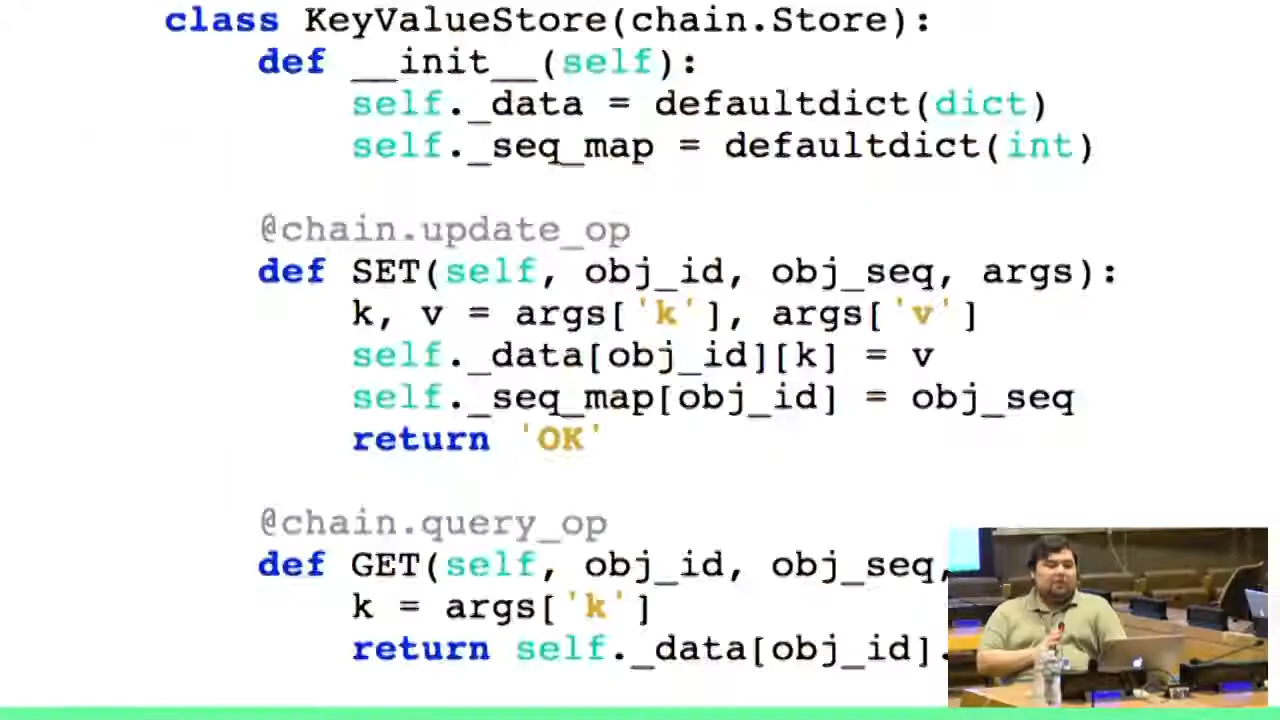 class KeyValueStore(chain.Store):
def __init__(self):
self._data = defaultdict(dict)
self._seq_map = defaultdict(int)
@chain.update_op
def SET(self, obj_id, obj_seq, args):
k, v = args['k'], args['v']
self._data[obj_id][k] = v
self._seq_map[obj_id] = obj_seq
return 'OK'
@chain.query_op
def GET(self, obj_id, obj_seq,
k = args['k']
return self._data[obj_id].